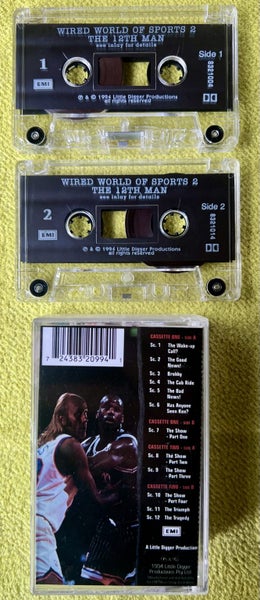 WIRED WORLD OF SPORTS 2
THE 12TH MAN
see inlay for details
Side 1
1
8321004
EMI
℗ & © 1994 Little Digger Productions
all rights reserved
WIRED WORLD OF SPORTS 2
THE 12TH MAN
see inlay for details
Side 2
2
8321014
EMI
℗ & © 1994 Little Digger Productions
all rights reserved
7 24383 20994 1
CASSETTE ONE - SIDE A
Sc. 1 The Wake-up Call?
Sc. 2 The Good News!
Sc. 3 Brekky
Sc. 4 The Cab Ride
Sc. 5 The Bad News!
Sc. 6 Has Anyone Seen Ken?
CASSETTE ONE - SIDE B
Sc. 7 The Show - Part One
CASSETTE TWO - SIDE A
Sc. 8 The Show - Part Two
Sc. 9 The Show - Part Three
CASSETTE TWO - SIDE B
Sc. 10 The Show - Part Four
Sc. 11 The Triumph
Sc. 12 The Tragedy
A Little Digger Production
1994 Little Digger
Productions Pty Ltd